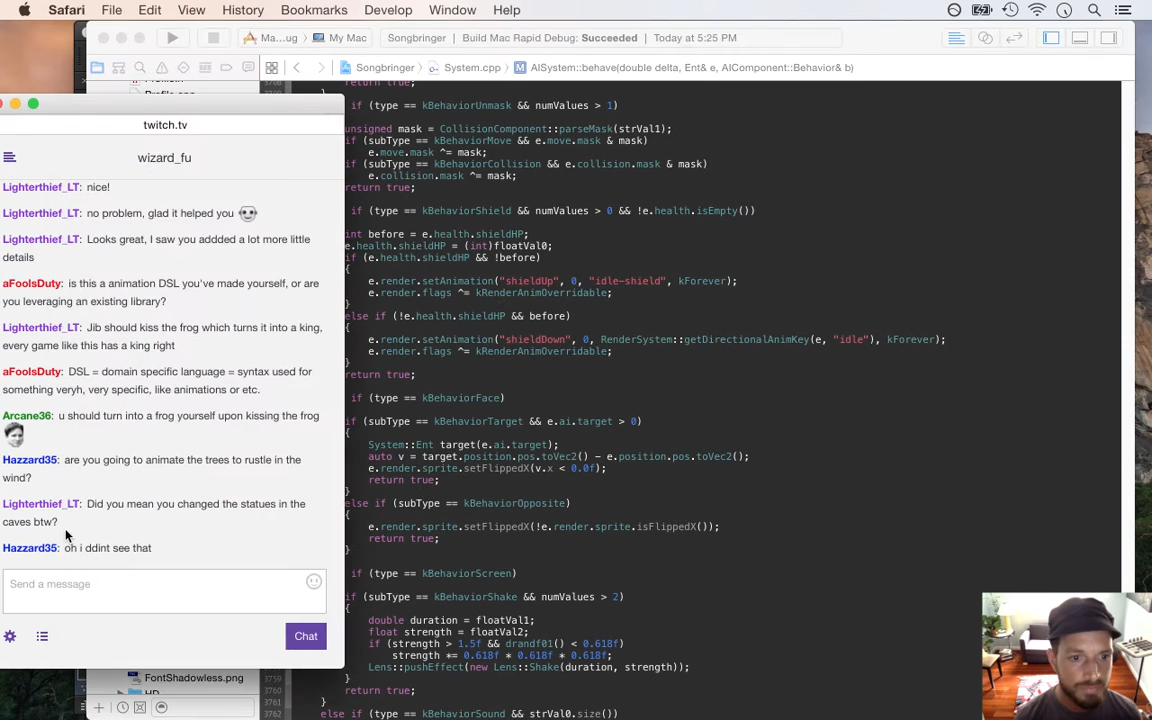 Safari File Edit View History Bookmarks Develop Window Help
Ma...ug My Mac Songbringer | Build Mac Rapid Debug: Succeeded | Today at 5:25 PM
Songbringer System.cpp M AISystem::behave(double delta, Ent& e, AIComponent::Behavior& b)
return true;
if (type == kBehaviorUnmask && numValues > 1)
unsigned mask = CollisionComponent::parseMask(strVal1);
if (subType == kBehaviorMove && e.move.mask & mask)
e.move.mask ^= mask;
if (subType == kBehaviorCollision && e.collision.mask & mask)
e.collision.mask ^= mask;
return true;
if (type == kBehaviorShield && numValues > 0 && !e.health.isEmpty())
int before = e.health.shieldHP;
e.health.shieldHP = (int)floatVal0;
if (e.health.shieldHP && !before)
{
e.render.setAnimation("shieldUp", 0, "idle-shield", kForever);
e.render.flags ^= kRenderAnimOverridable;
}
else if (!e.health.shieldHP && before)
{
e.render.setAnimation("shieldDown", 0, RenderSystem::getDirectionalAnimKey(e, "idle"), kForever);
e.render.flags ^= kRenderAnimOverridable;
}
return true;
if (type == kBehaviorFace)
if (subType == kBehaviorTarget && e.ai.target > 0)
{
System::Ent target(e.ai.target);
auto v = target.position.pos.toVec2() - e.position.pos.toVec2();
e.render.sprite.setFlippedX(v.x < 0.0f);
return true;
}
else if (subType == kBehaviorOpposite)
{
e.render.sprite.setFlippedX(!e.render.sprite.isFlippedX());
return true;
}
if (type == kBehaviorScreen)
if (subType == kBehaviorShake && numValues > 2)
{
double duration = floatVal1;
float strength = floatVal2;
if (strength > 1.5f && drandf01() < 0.618f)
strength *= 0.618f * 0.618f * 0.618f;
Lens::pushEffect(new Lens::Shake(duration, strength));
}
3759
return true;
3761 }
3762 else if (type == kBehaviorSound && strVal0.size())
twitch.tv
wizard_fu
Lighterthief_LT: nice!
Lighterthief_LT: no problem, glad it helped you
Lighterthief_LT: Looks great, I saw you addded a lot more little
details
aFoolsDuty: is this a animation DSL you've made yourself, or are
you leveraging an existing library?
Lighterthief_LT: Jib should kiss the frog which turns it into a king,
every game like this has a king right
aFoolsDuty: DSL = domain specific language = syntax used for
something veryh, very specific, like animations or etc.
Arcane36: u should turn into a frog yourself upon kissing the frog
Hazzard35: are you going to animate the trees to rustle in the
wind?
Lighterthief_LT: Did you mean you changed the statues in the
caves btw?
Hazzard35: oh i ddint see that
Send a message
Chat
FontShadowless.png
HD